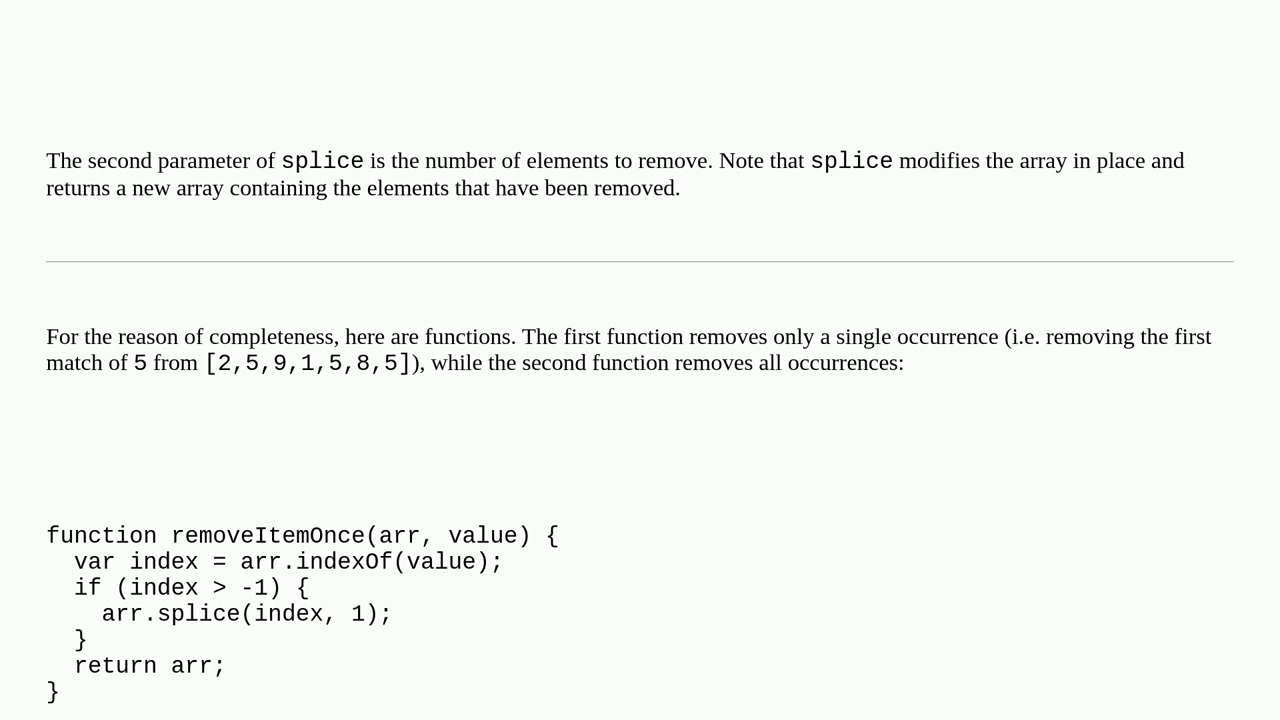 The second parameter of splice is the number of elements to remove. Note that splice modifies the array in place and
returns a new array containing the elements that have been removed.
For the reason of completeness, here are functions. The first function removes only a single occurrence (i.e. removing the first
match of 5 from [2,5,9,1,5,8,5]), while the second function removes all occurrences:
function removeItemOnce(arr, value) {
  var index = arr.indexOf(value);
  if (index > -1) {
    arr.splice(index, 1);
  }
  return arr;
}